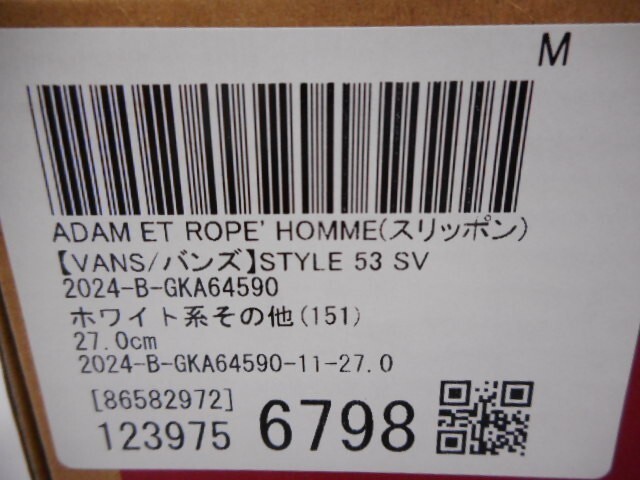 M
ADAM ET ROPE' HOMME(スリッポン)
【VANS/バンズ】STYLE 53 SV
2024-B-GKA64590
ホワイト系その他(151)
27.0cm
2024-B-GKA64590-11-27.0
[86582972]
123975 6798